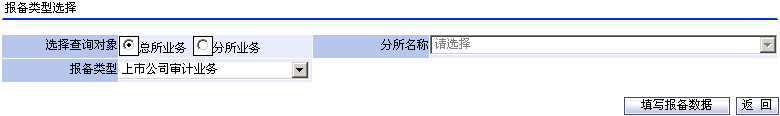 报备类型选择
选择查询对象 总所业务 分所业务 分所名称 请选择
报备类型 上市公司审计业务
填写报备数据 返 回